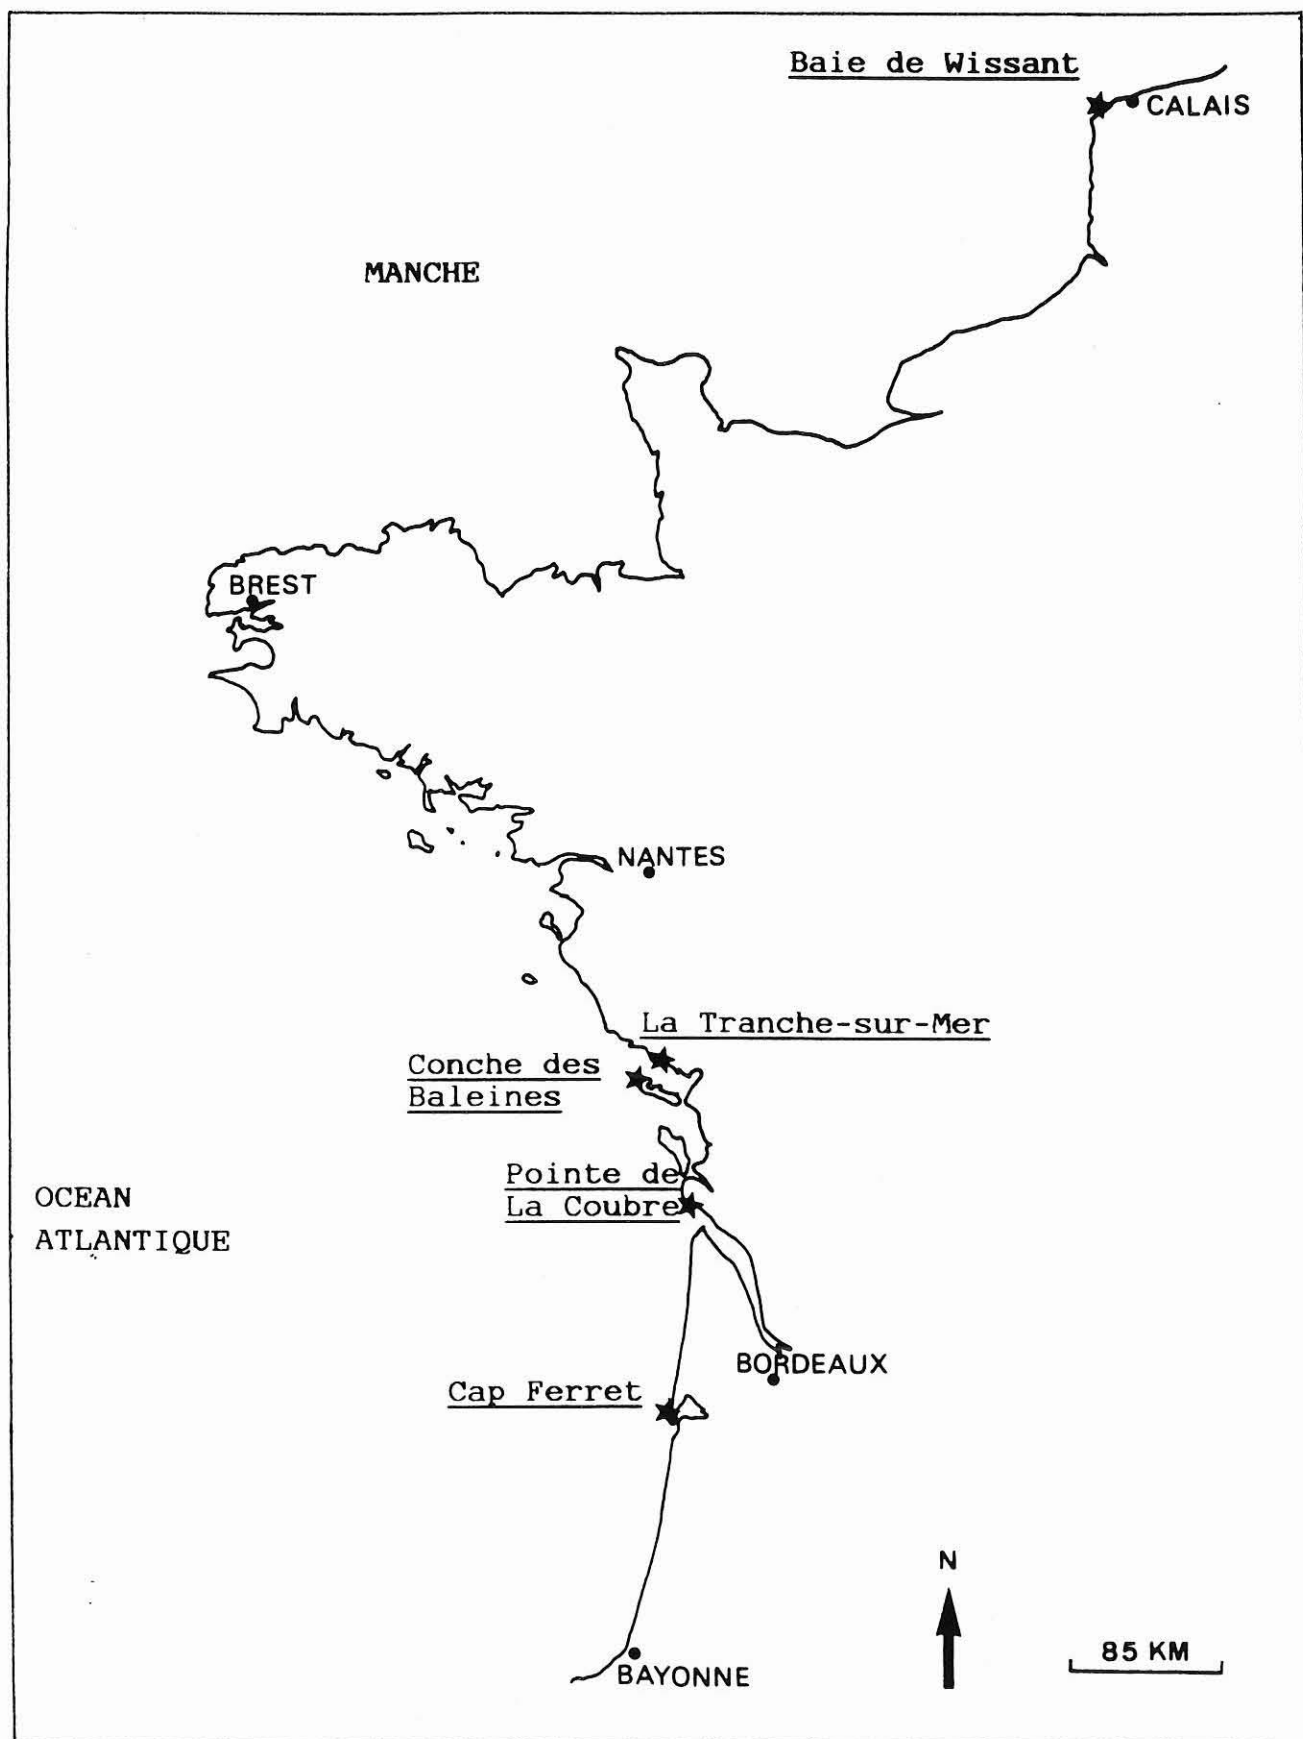 Baie de Wissant
CALAIS
MANCHE
BREST
NANTES
La Tranche-sur-Mer
Conche des
Baleines
Pointe de
La Coubre
OCEAN
ATLANTIQUE
BORDEAUX
Cap Ferret
N
85 KM
BAYONNE